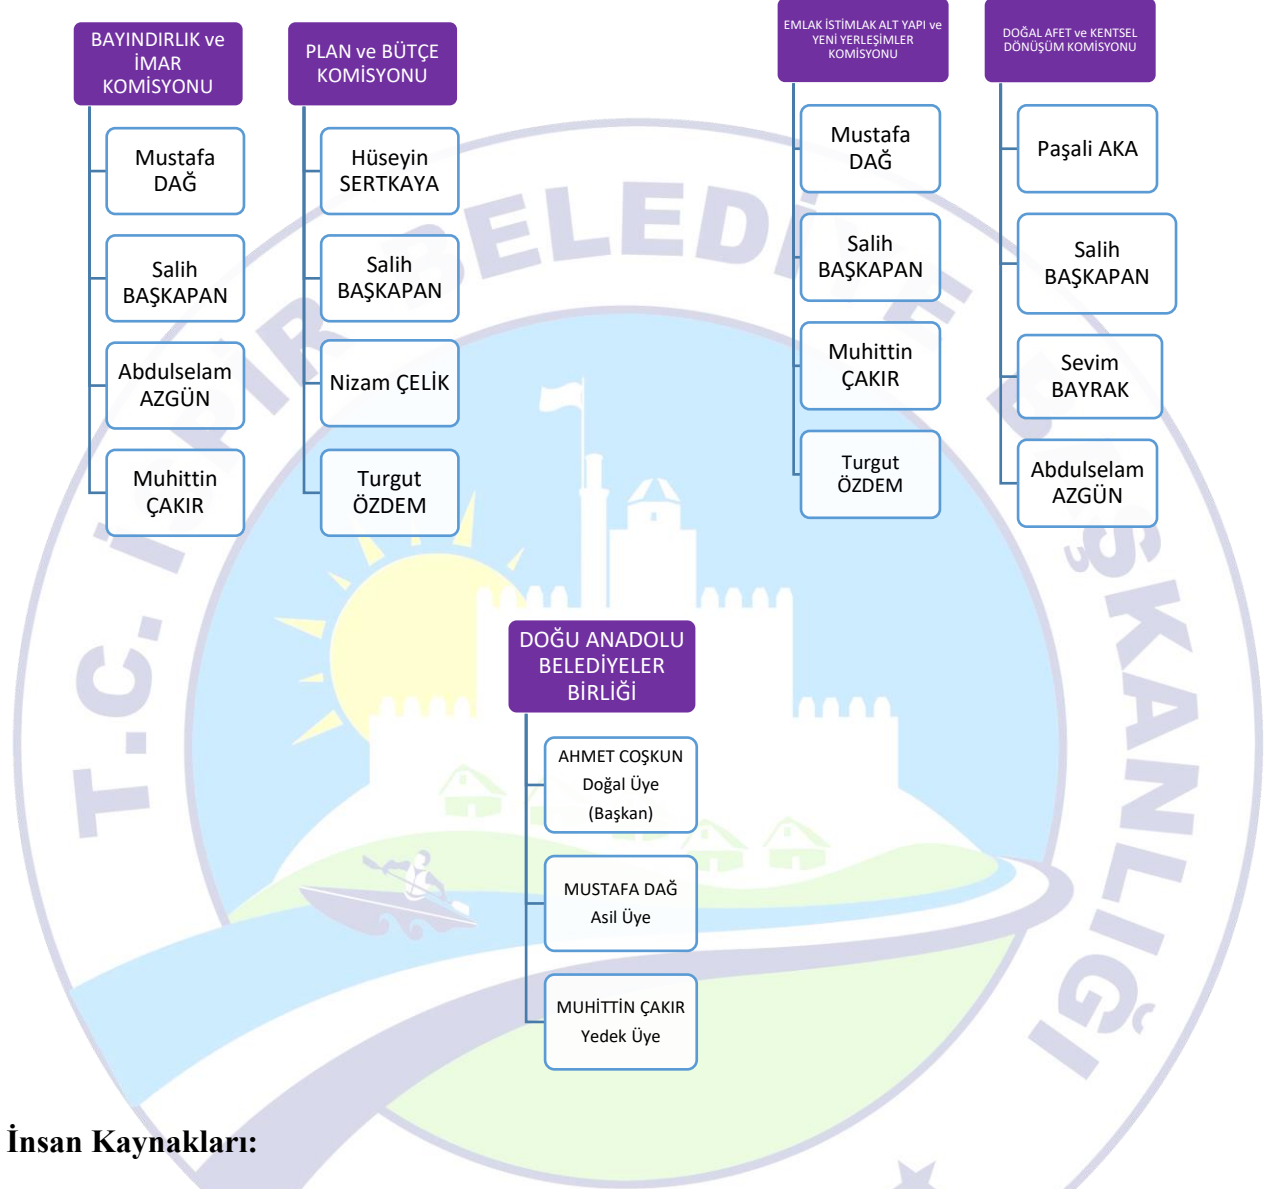 BAYINDIRLIK ve
İMAR
KOMİSYONU
Mustafa
DAĞ
Salih
BAŞKAPAN
Abdulselam
AZGÜN
Muhittin
ÇAKIR
PLAN ve BÜTÇE
KOMİSYONU
Hüseyin
SERTKAYA
Salih
BAŞKAPAN
Nizam ÇELİK
Turgut
ÖZDEM
EMLAK İSTİMLAK ALT YAPI ve
YENİ YERLEŞİMLER
KOMİSYONU
Mustafa
DAĞ
Salih
BAŞKAPAN
Muhittin
ÇAKIR
Turgut
ÖZDEM
DOĞAL AFET ve KENTSEL
DÖNÜŞÜM KOMİSYONU
Paşali AKA
Salih
BAŞKAPAN
Sevim
BAYRAK
Abdulselam
AZGÜN
DOĞU ANADOLU
BELEDİYELER
BİRLİĞİ
AHMET COŞKUN
Doğal Üye
(Başkan)
MUSTAFA DAĞ
Asil Üye
MUHİTTİN ÇAKIR
Yedek Üye
İnsan Kaynakları: